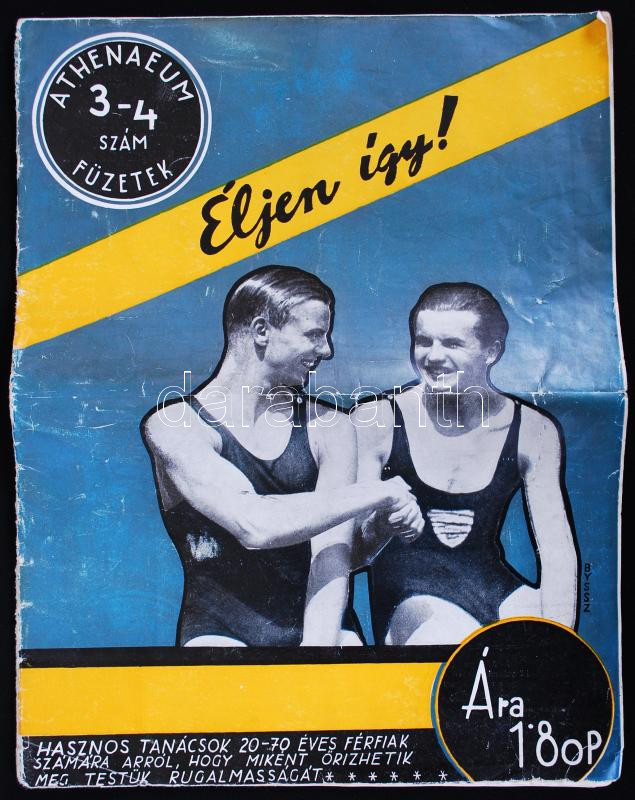 ATHENAEUM
3-4
SZÁM
FÜZETEK
Éljen így!
darabanth
BYSSZ
Ára
1·80P
HASZNOS TANÁCSOK 20-70 ÉVES FÉRFIAK
SZÁMÁRA ARRÓL, HOGY MIKÉNT ŐRIZHETIK
MEG TESTÜK RUGALMASSÁGÁT * * * * * *